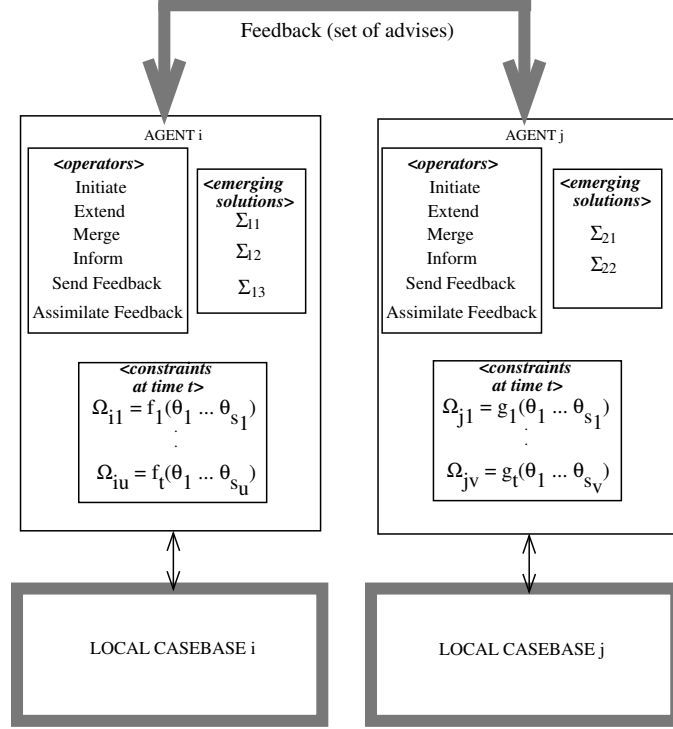 Feedback (set of advises)
AGENT i
<operators>
Initiate
Extend
Merge
Inform
Send Feedback
Assimilate Feedback
<emerging
solutions>
Σ11
Σ12
Σ13
<constraints
at time t>
Ωi1 = f1(θ1 ... θs1)
.
.
Ωiu = ft(θ1 ... θsu)
LOCAL CASEBASE i
AGENT j
<operators>
Initiate
Extend
Merge
Inform
Send Feedback
Assimilate Feedback
<emerging
solutions>
Σ21
Σ22
<constraints
at time t>
Ωj1 = g1(θ1 ... θs1)
.
.
Ωjv = gt(θ1 ... θsv)
LOCAL CASEBASE j